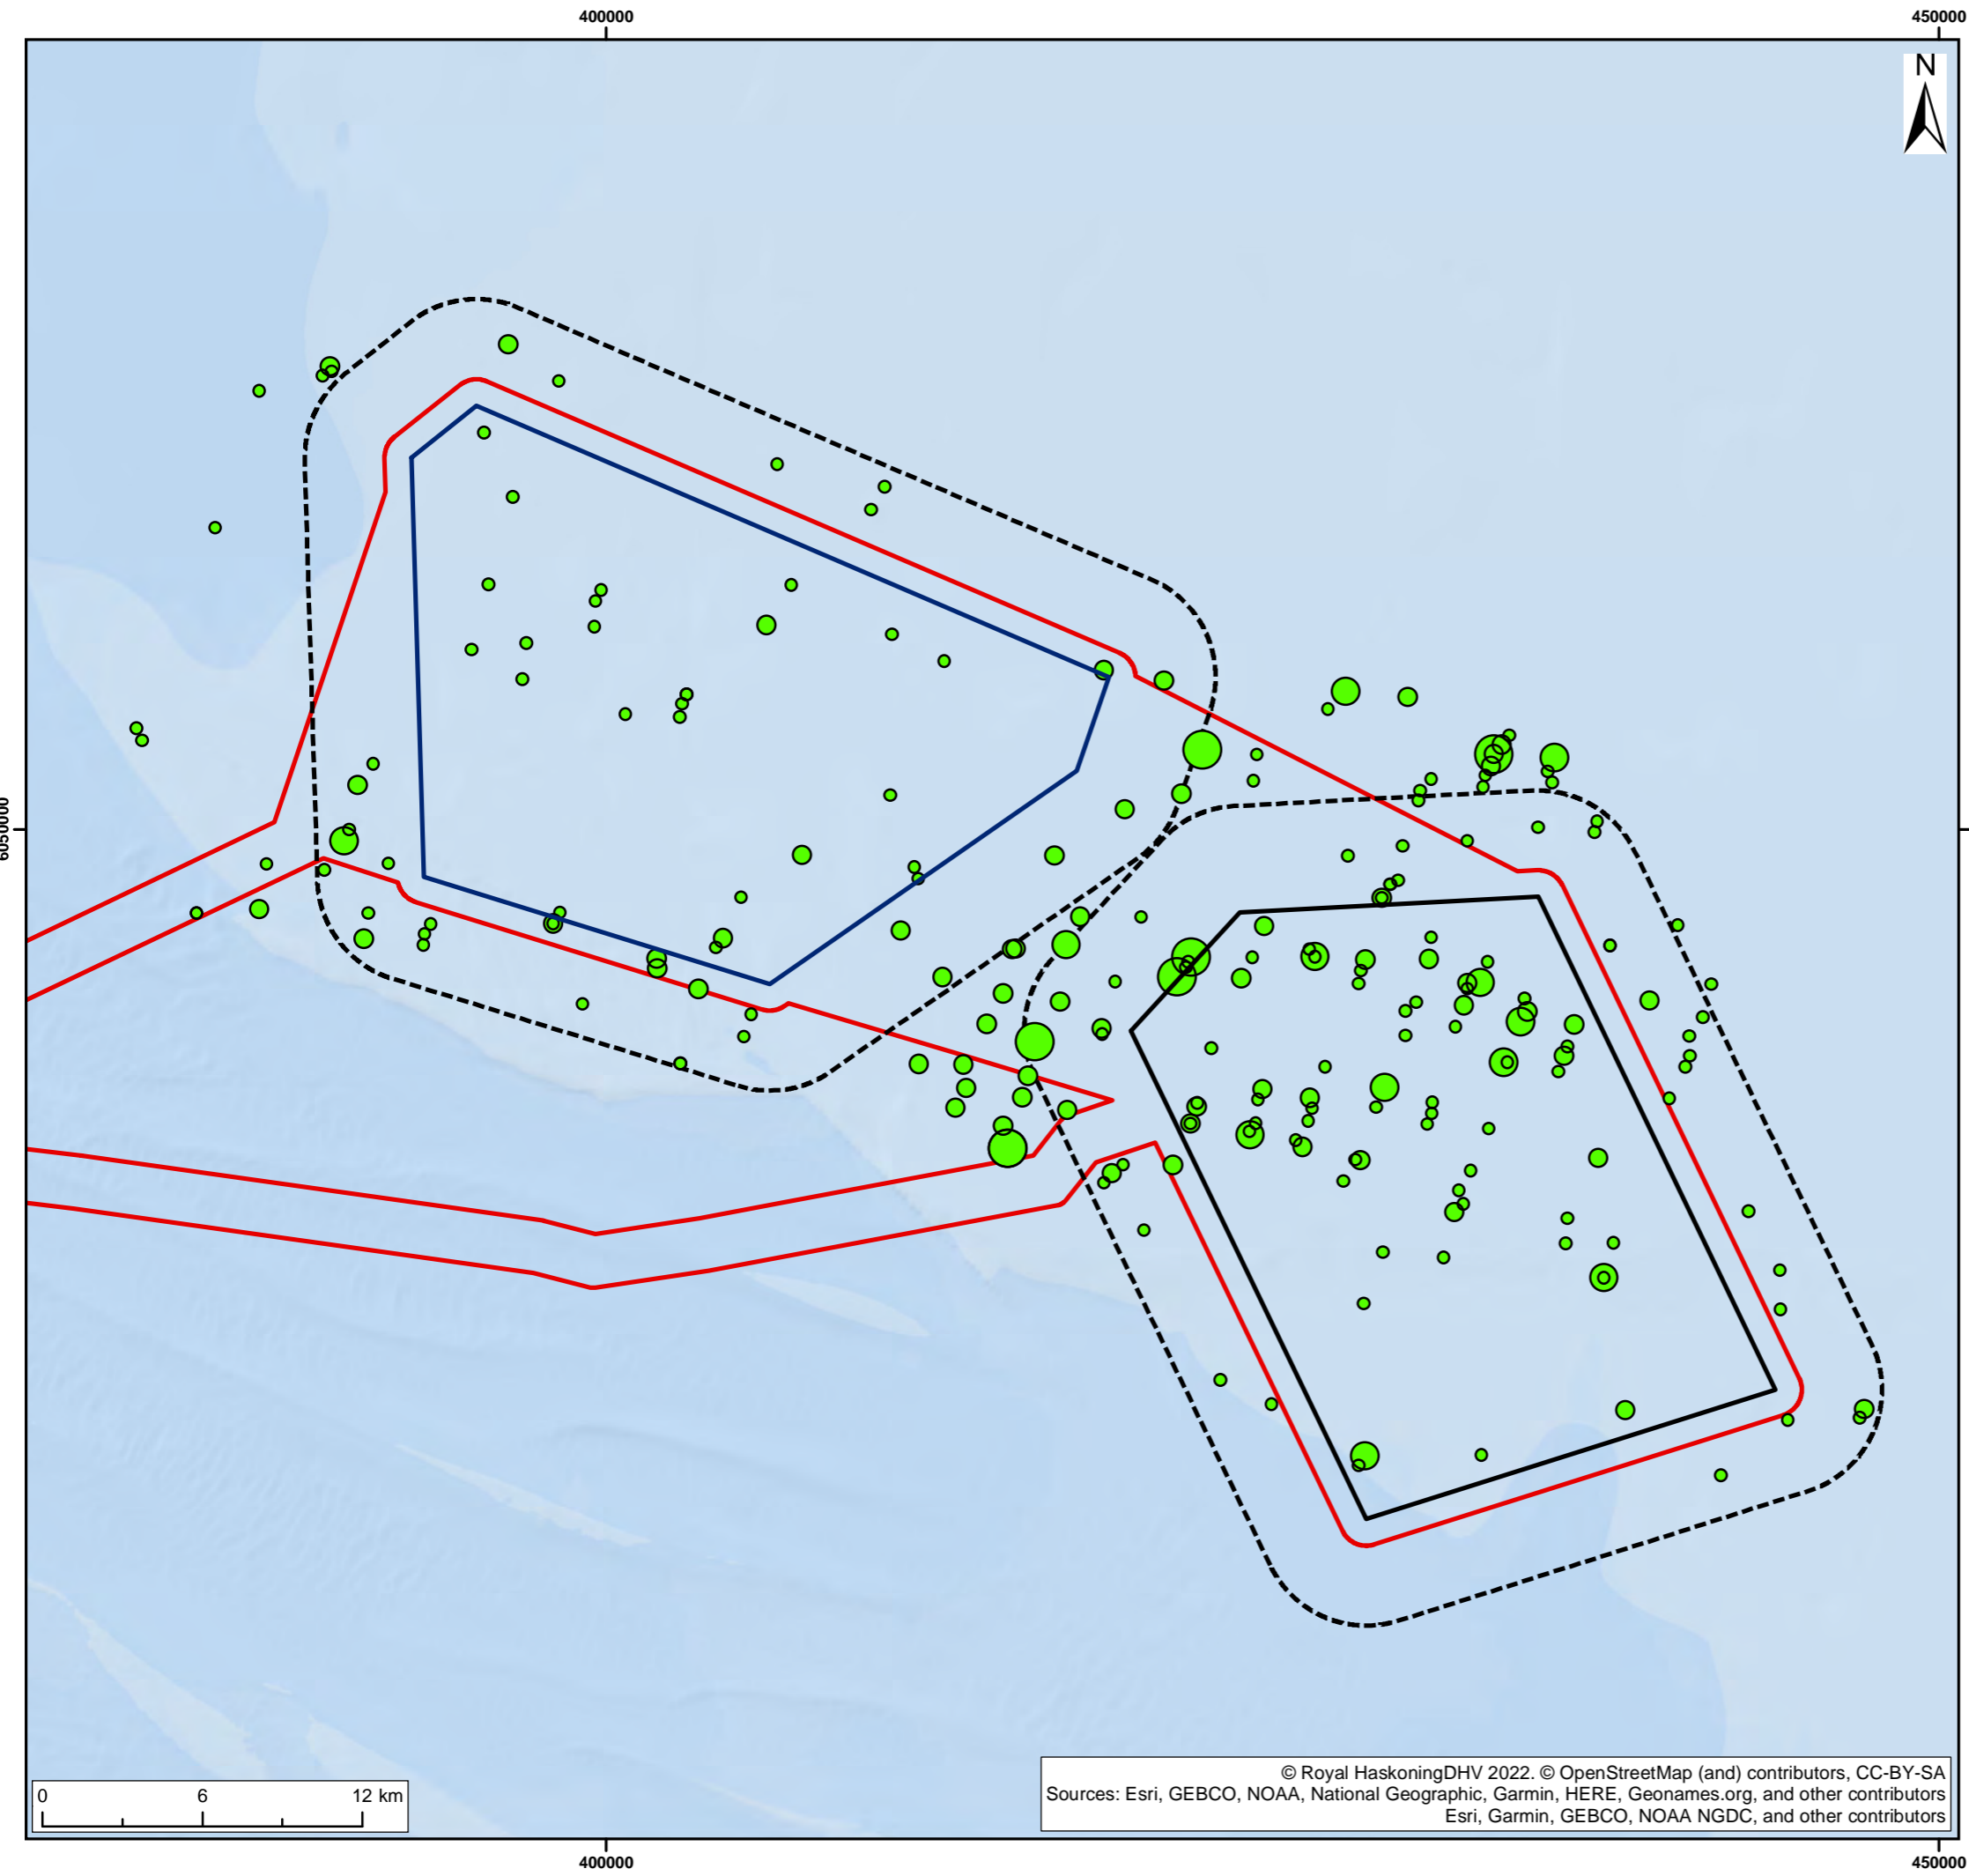 400000
450000
N
6050000
0
6
12 km
© Royal HaskoningDHV 2022. © OpenStreetMap (and) contributors, CC-BY-SA
Sources: Esri, GEBCO, NOAA, National Geographic, Garmin, HERE, Geonames.org, and other contributors
Esri, Garmin, GEBCO, NOAA NGDC, and other contributors
400000
450000